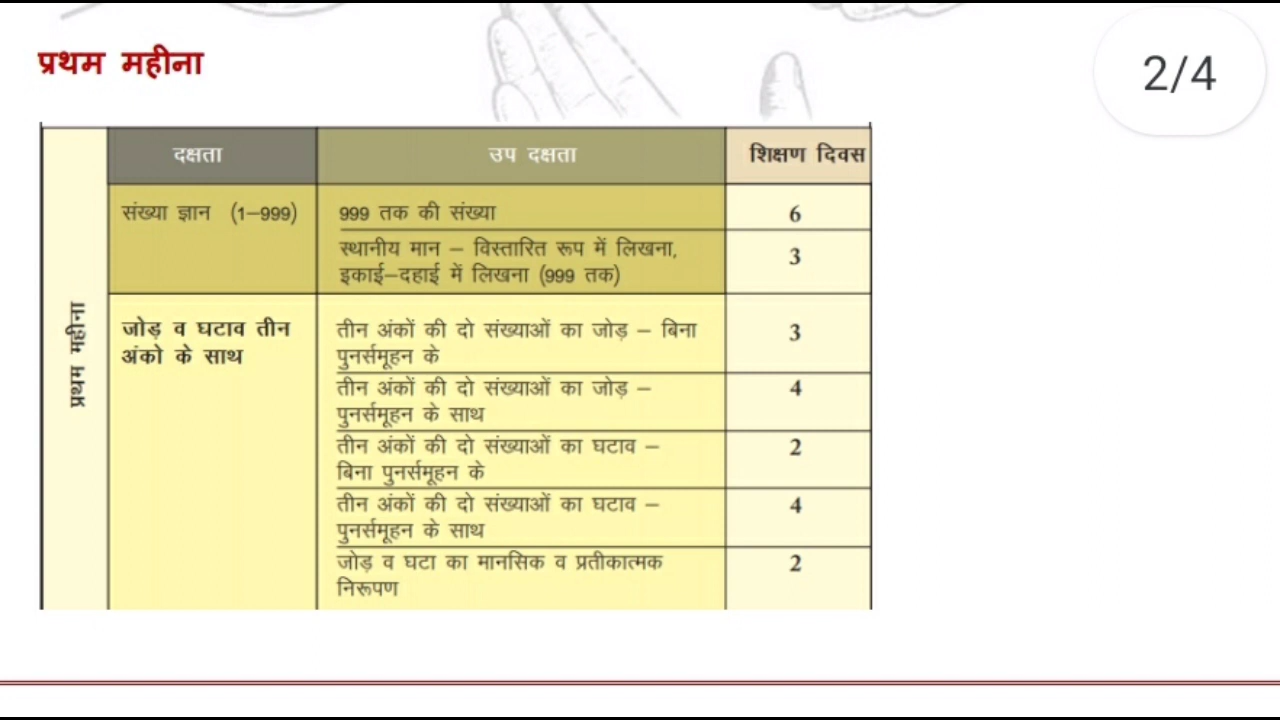 प्रथम महीना
2/4
दक्षता उप दक्षता शिक्षण दिवस
संख्या ज्ञान (1–999) 999 तक की संख्या 6
स्थानीय मान – विस्तारित रूप में लिखना, 3
इकाई–दहाई में लिखना (999 तक)
प्रथम महीना
जोड़ व घटाव तीन तीन अंकों की दो संख्याओं का जोड़ – बिना 3
अंको के साथ पुनर्समूहन के
तीन अंकों की दो संख्याओं का जोड़ – 4
पुनर्समूहन के साथ
तीन अंकों की दो संख्याओं का घटाव – 2
बिना पुनर्समूहन के
तीन अंकों की दो संख्याओं का घटाव – 4
पुनर्समूहन के साथ
जोड़ व घटा का मानसिक व प्रतीकात्मक 2
निरूपण